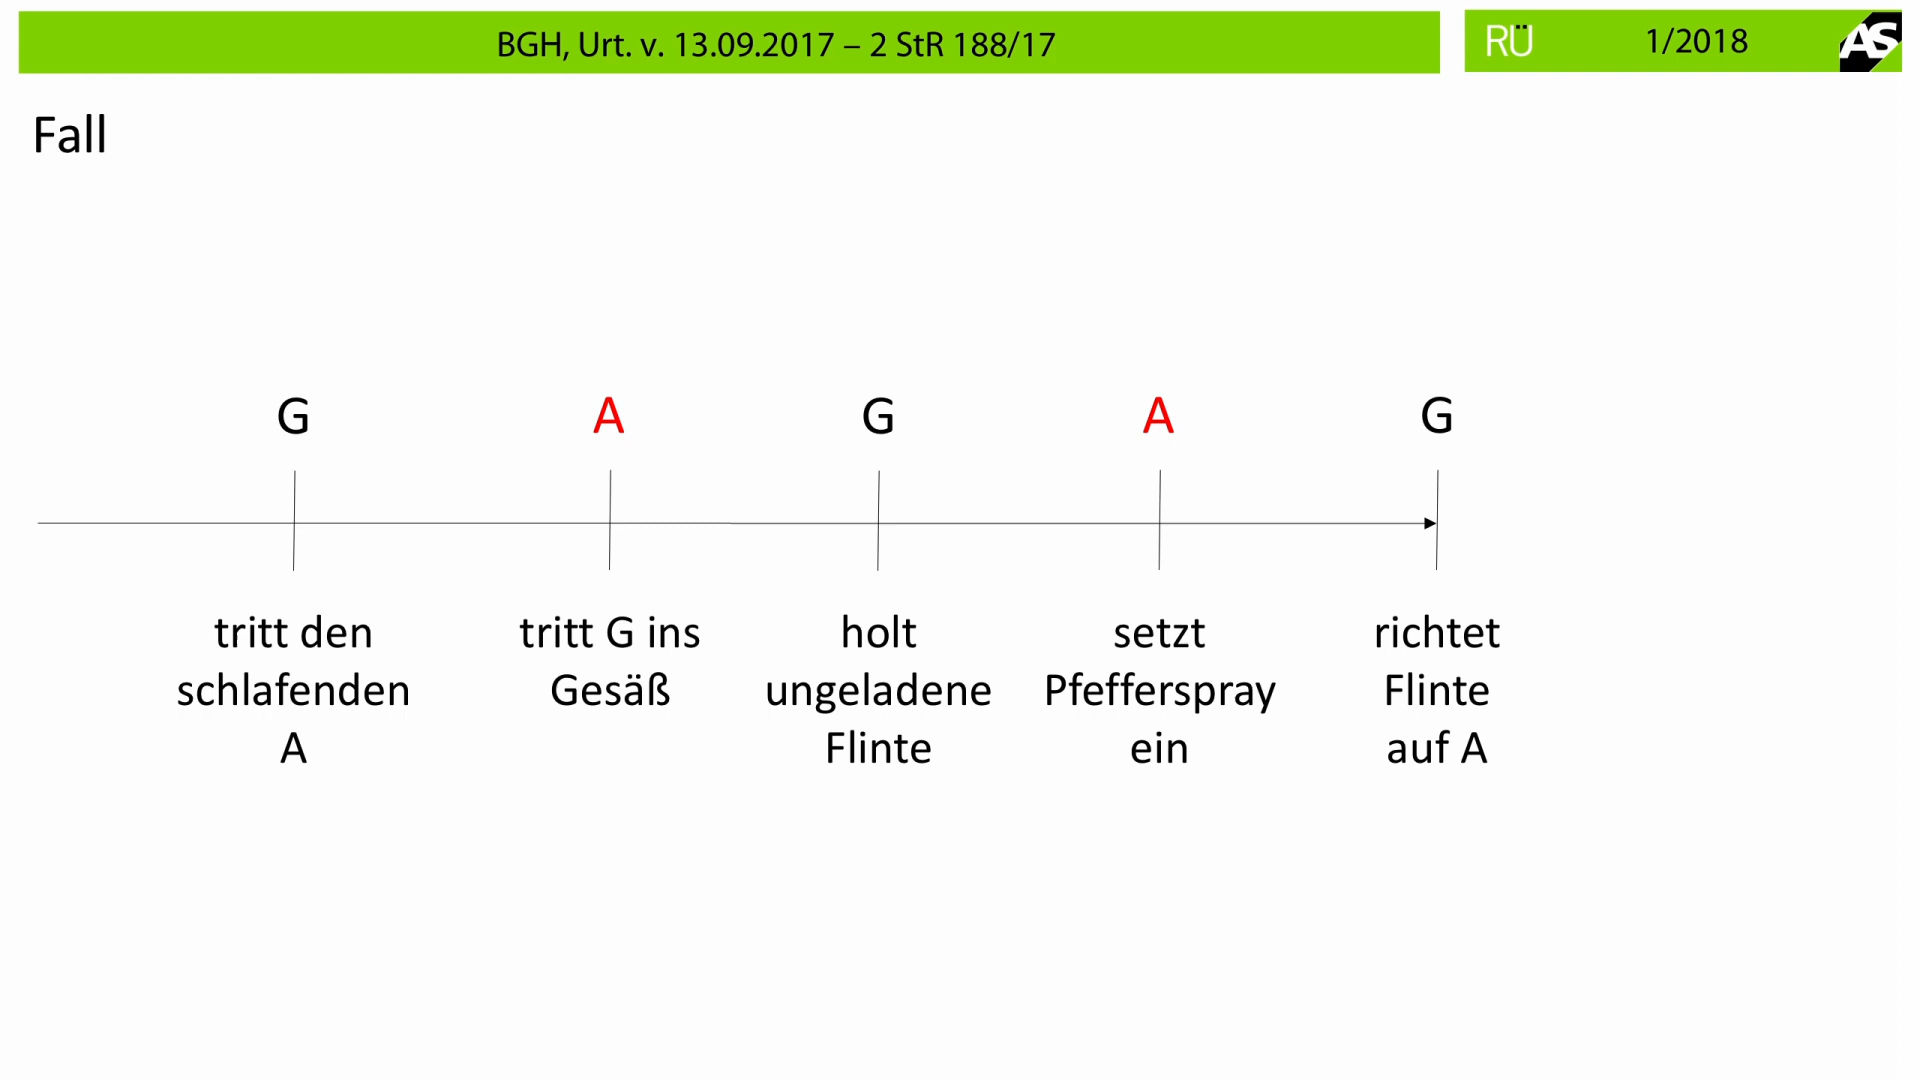 BGH, Urt. v. 13.09.2017 – 2 StR 188/17
RÜ 1/2018 AS
Fall
G A G A G
tritt den tritt G ins holt setzt richtet
schlafenden Gesäß ungeladene Pfefferspray Flinte
A Flinte ein auf A